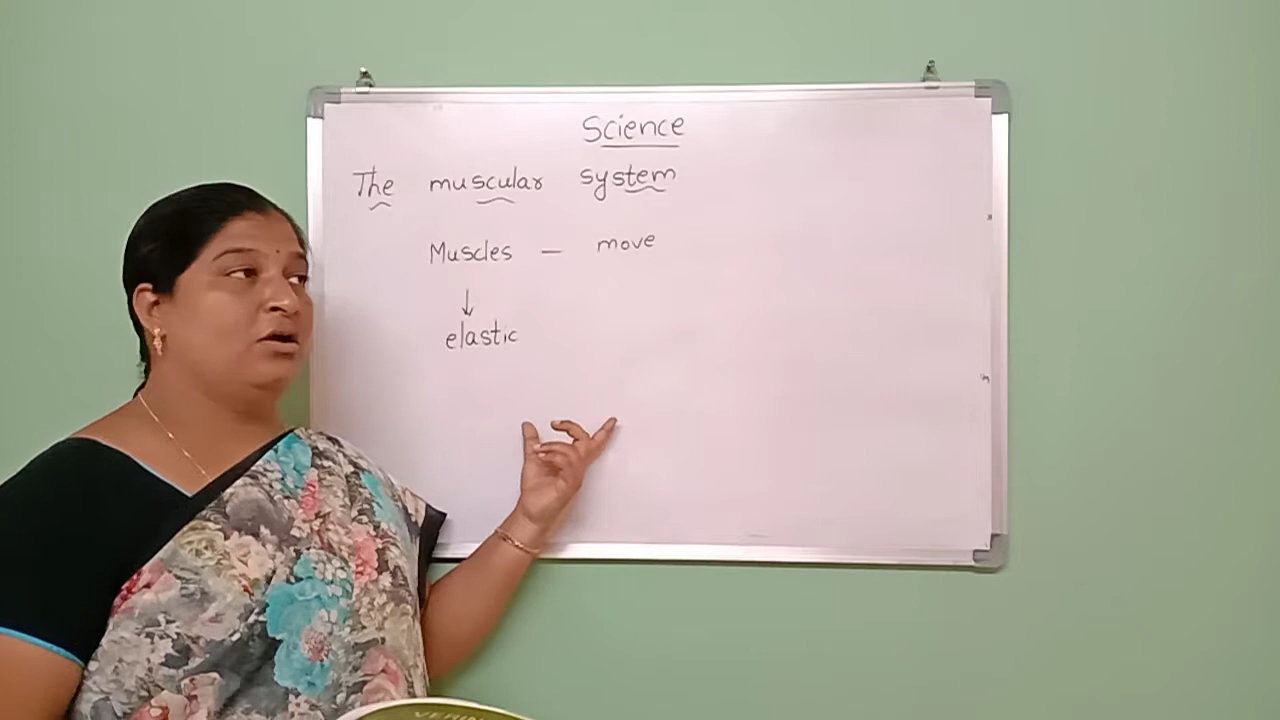 Science
The muscular system
Muscles — move
↓
elastic